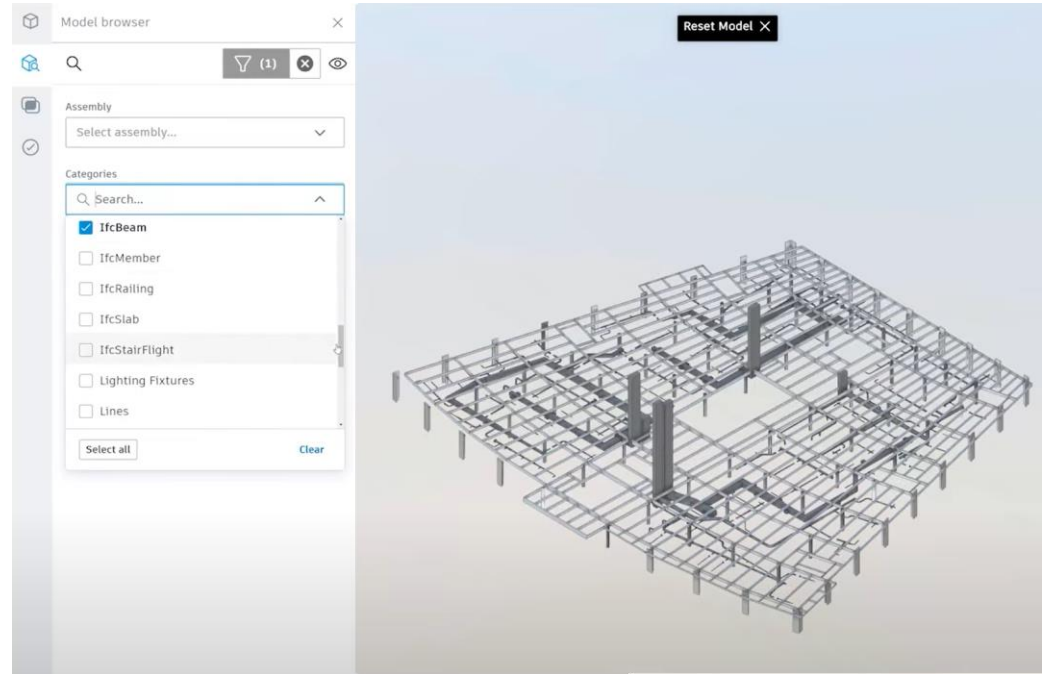 Model browser
Reset Model
(1)
Assembly
Select assembly...
Categories
Search...
IfcBeam
IfcMember
IfcRailing
IfcSlab
IfcStairFlight
Lighting Fixtures
Lines
Select all
Clear